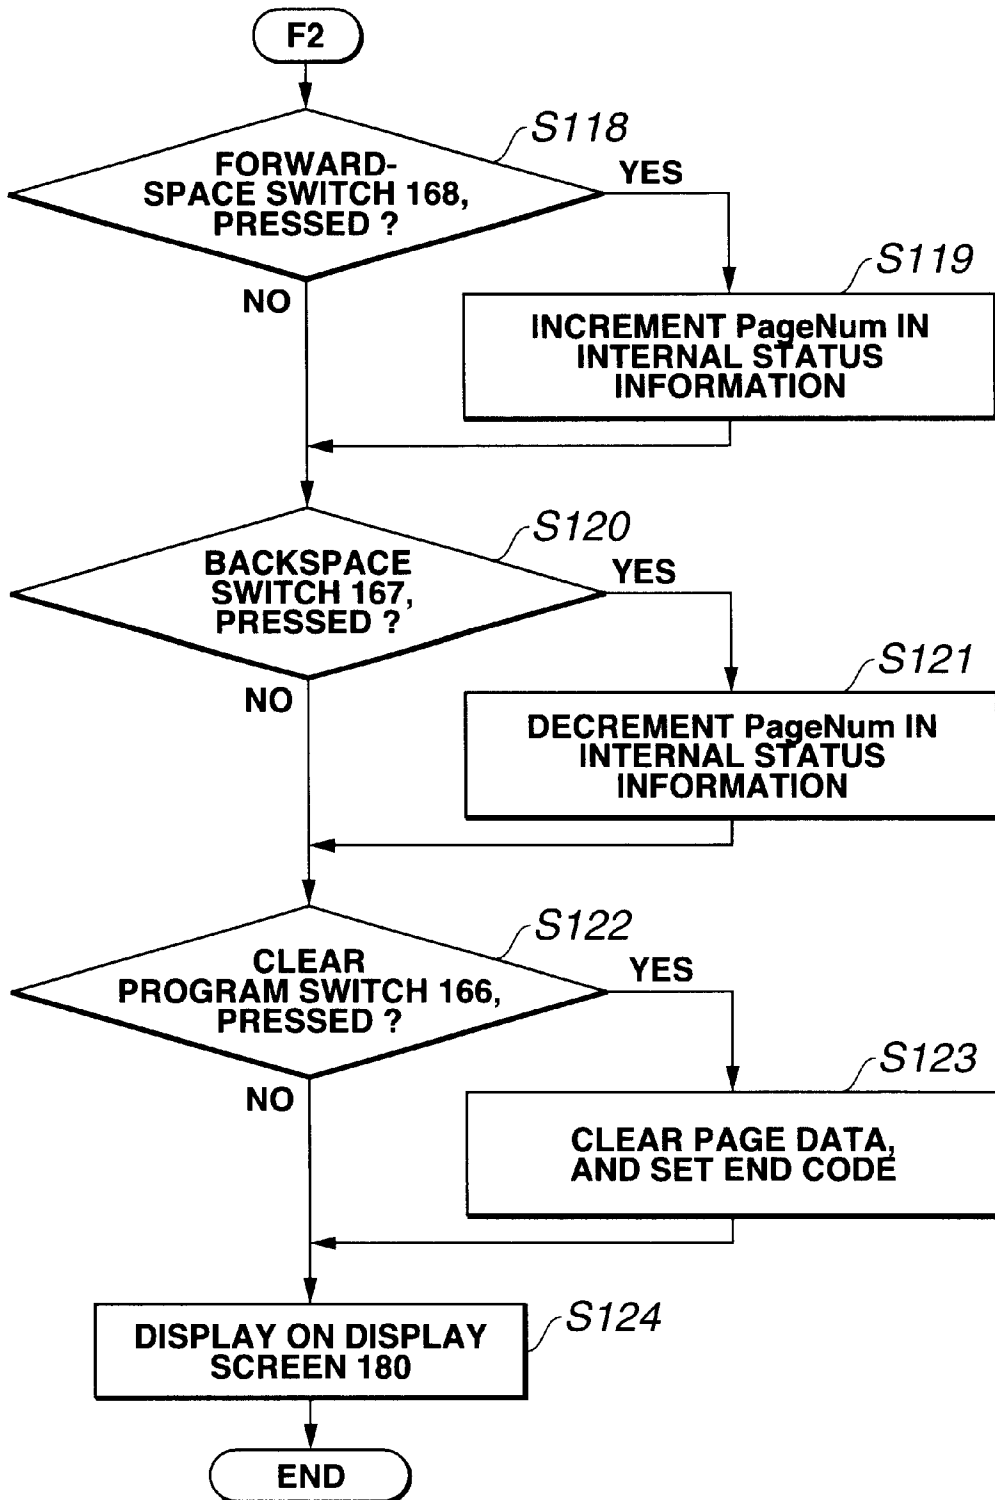 F2
S118
FORWARD-
SPACE SWITCH 168,
PRESSED ?
YES
NO
S119
INCREMENT PageNum IN
INTERNAL STATUS
INFORMATION
S120
BACKSPACE
SWITCH 167,
PRESSED ?
YES
NO
S121
DECREMENT PageNum IN
INTERNAL STATUS
INFORMATION
S122
CLEAR
PROGRAM SWITCH 166,
PRESSED ?
YES
NO
S123
CLEAR PAGE DATA,
AND SET END CODE
S124
DISPLAY ON DISPLAY
SCREEN 180
END